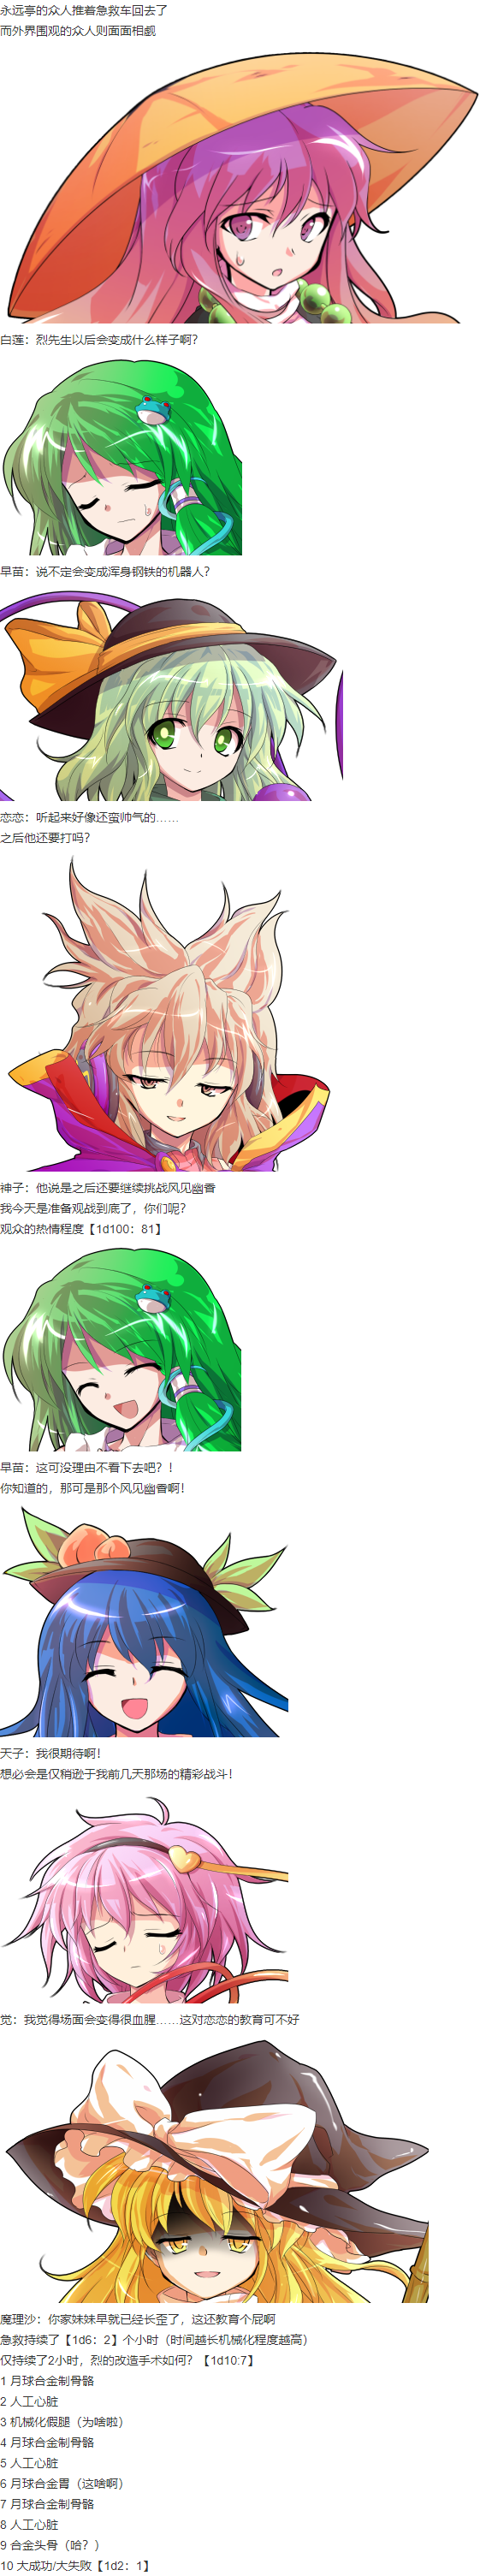 永远亭的众人推着急救车回去了
而外界围观的众人则面面相觑
白莲：烈先生以后会变成什么样子啊？
早苗：说不定会变成浑身钢铁的机器人？
恋恋：听起来好像还蛮帅气的……
之后他还要打吗？
神子：他说是之后还要继续挑战风见幽香
我今天是准备观战到底了，你们呢？
观众的热情程度【1d100：81】
早苗：这可没理由不看下去吧？！
你知道的，那可是那个风见幽香啊！
天子：我很期待啊！
想必会是仅稍逊于我前几天那场的精彩战斗！
觉：我觉得场面会变得很血腥……这对恋恋的教育可不好
魔理沙：你家妹妹早就已经长歪了，这还教育个屁啊
急救持续了【1d6：2】个小时（时间越长机械化程度越高）
仅持续了2小时，烈的改造手术如何？【1d10:7】
1 月球合金制骨骼
2 人工心脏
3 机械化假腿（为啥啦）
4 月球合金制骨骼
5 人工心脏
6 月球合金胃（这啥啊）
7 月球合金制骨骼
8 人工心脏
9 合金头骨（哈？）
10 大成功/大失败【1d2：1】